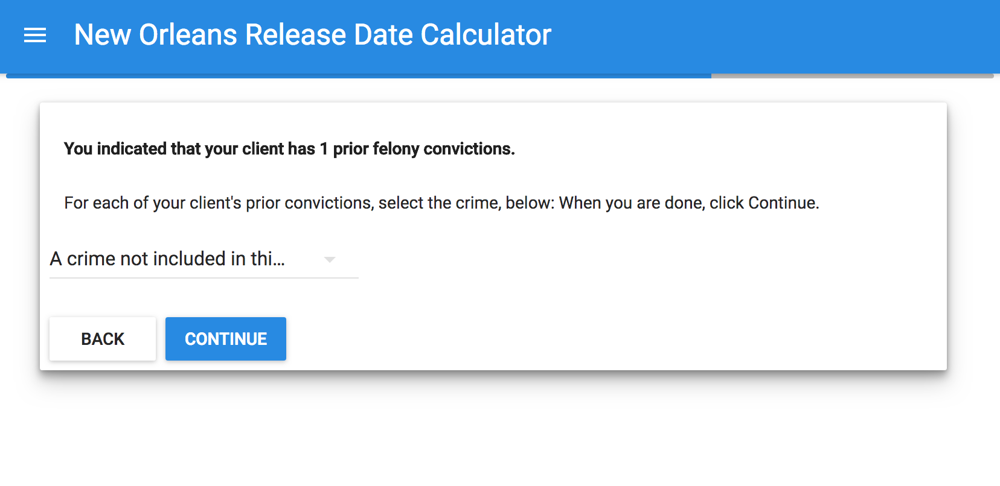 New Orleans Release Date Calculator
You indicated that your client has 1 prior felony convictions.
For each of your client's prior convictions, select the crime, below: When you are done, click Continue.
A crime not included in thi...
BACK
CONTINUE